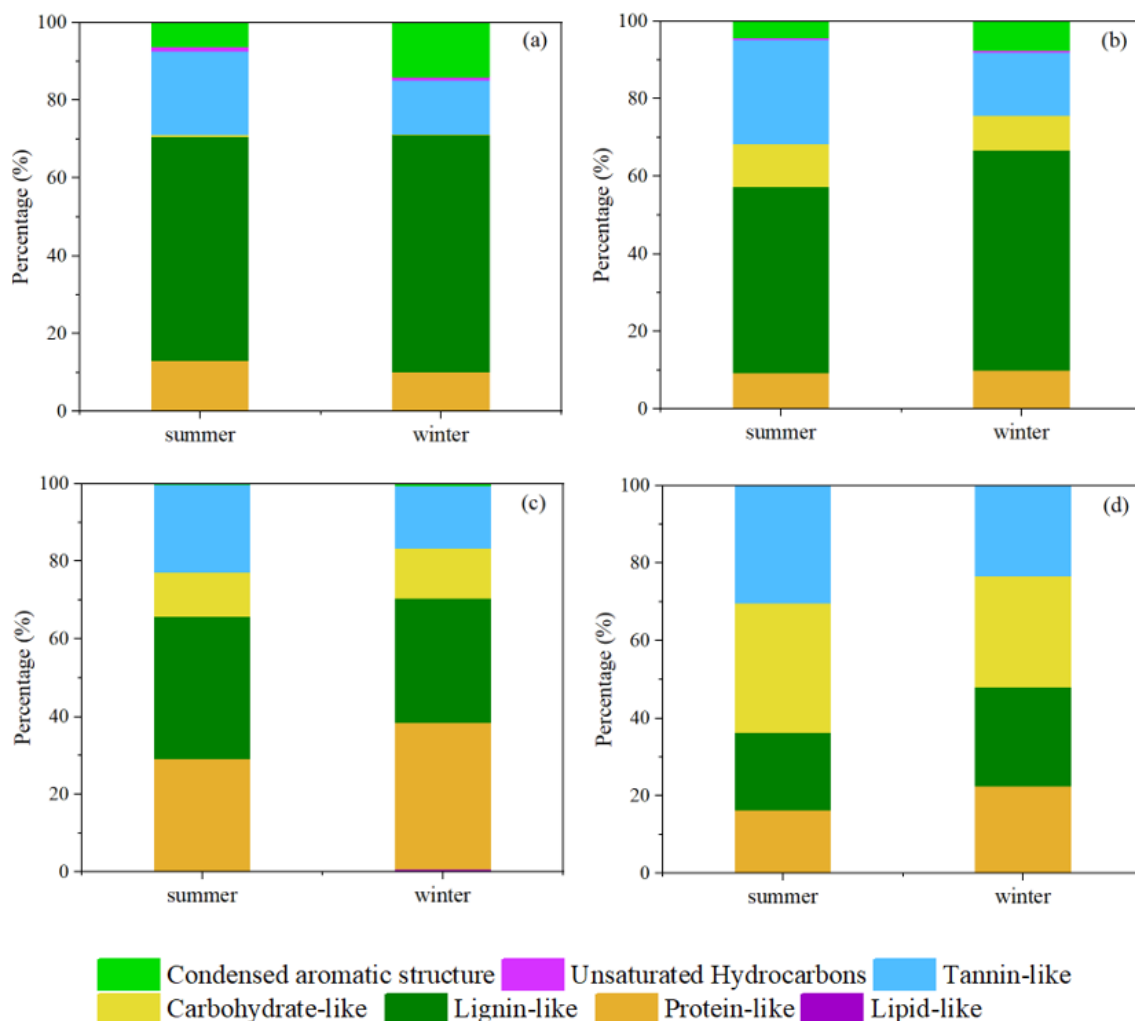 (a)
Percentage (%)
100
80
60
40
20
0
summer winter
(b)
Percentage (%)
100
80
60
40
20
0
summer winter
(c)
Percentage (%)
100
80
60
40
20
0
summer winter
(d)
Percentage (%)
100
80
60
40
20
0
summer winter
Condensed aromatic structure Unsaturated Hydrocarbons Tannin-like
Carbohydrate-like Lignin-like Protein-like Lipid-like